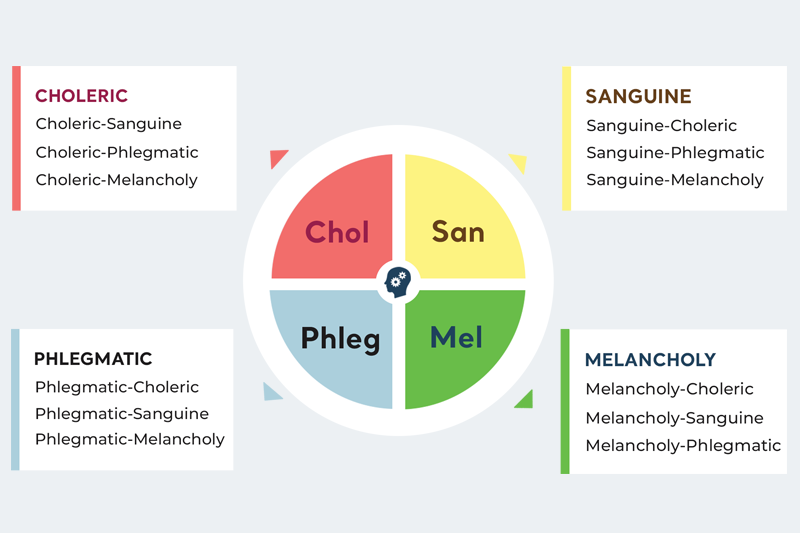 CHOLERIC
Choleric-Sanguine
Choleric-Phlegmatic
Choleric-Melancholy
SANGUINE
Sanguine-Choleric
Sanguine-Phlegmatic
Sanguine-Melancholy
Chol
San
Phleg
Mel
PHLEGMATIC
Phlegmatic-Choleric
Phlegmatic-Sanguine
Phlegmatic-Melancholy
MELANCHOLY
Melancholy-Choleric
Melancholy-Sanguine
Melancholy-Phlegmatic